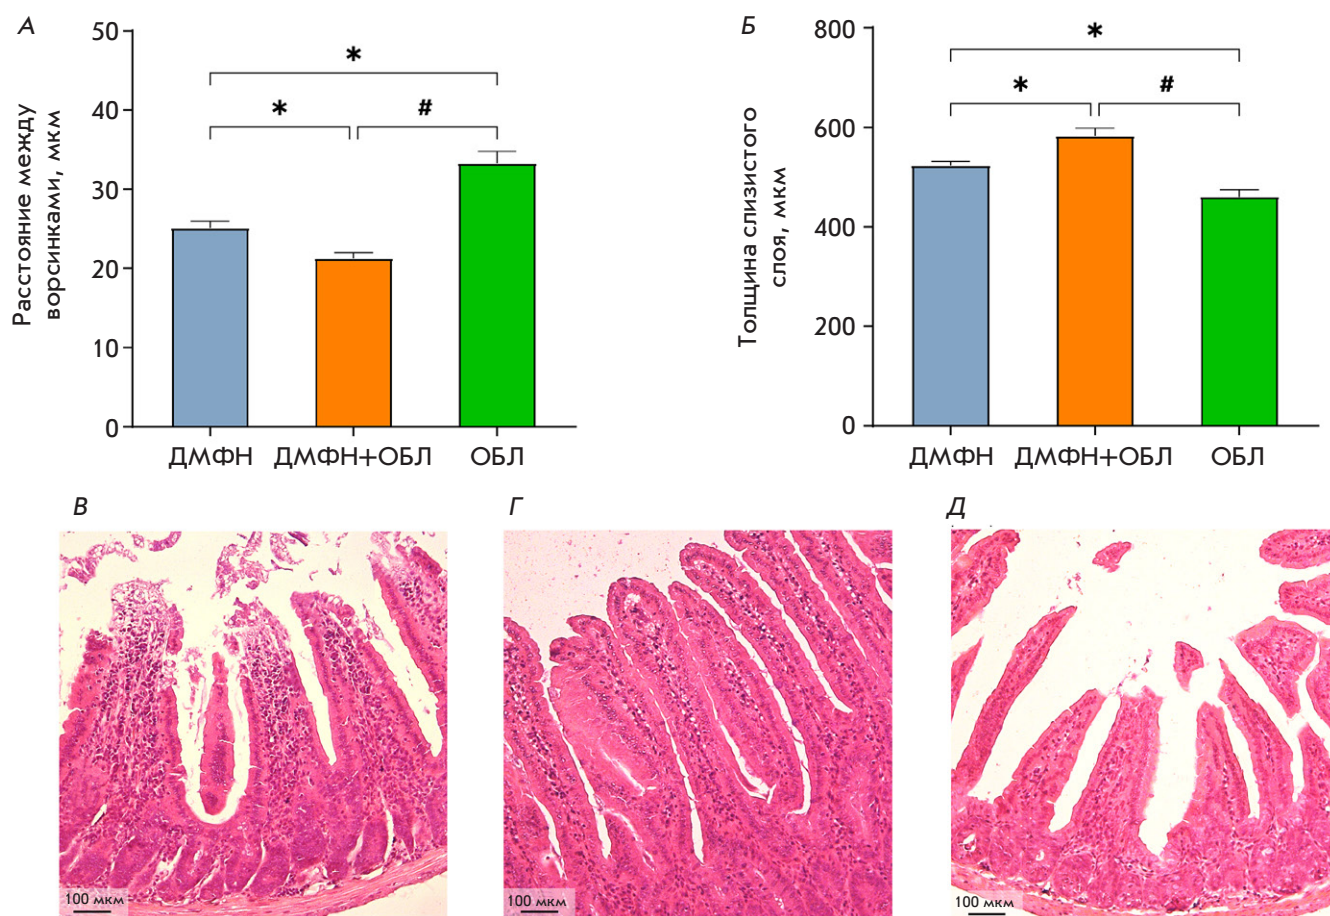 А
Расстояние между
ворсинками, мкм
50
40
30
20
10
0
*
*
#
ДМФН
ДМФН+ОБЛ
ОБЛ
Б
Толщина слизистого
слоя, мкм
800
600
400
200
0
*
*
#
ДМФН
ДМФН+ОБЛ
ОБЛ
В
100 мкм
Г
100 мкм
Д
100 мкм